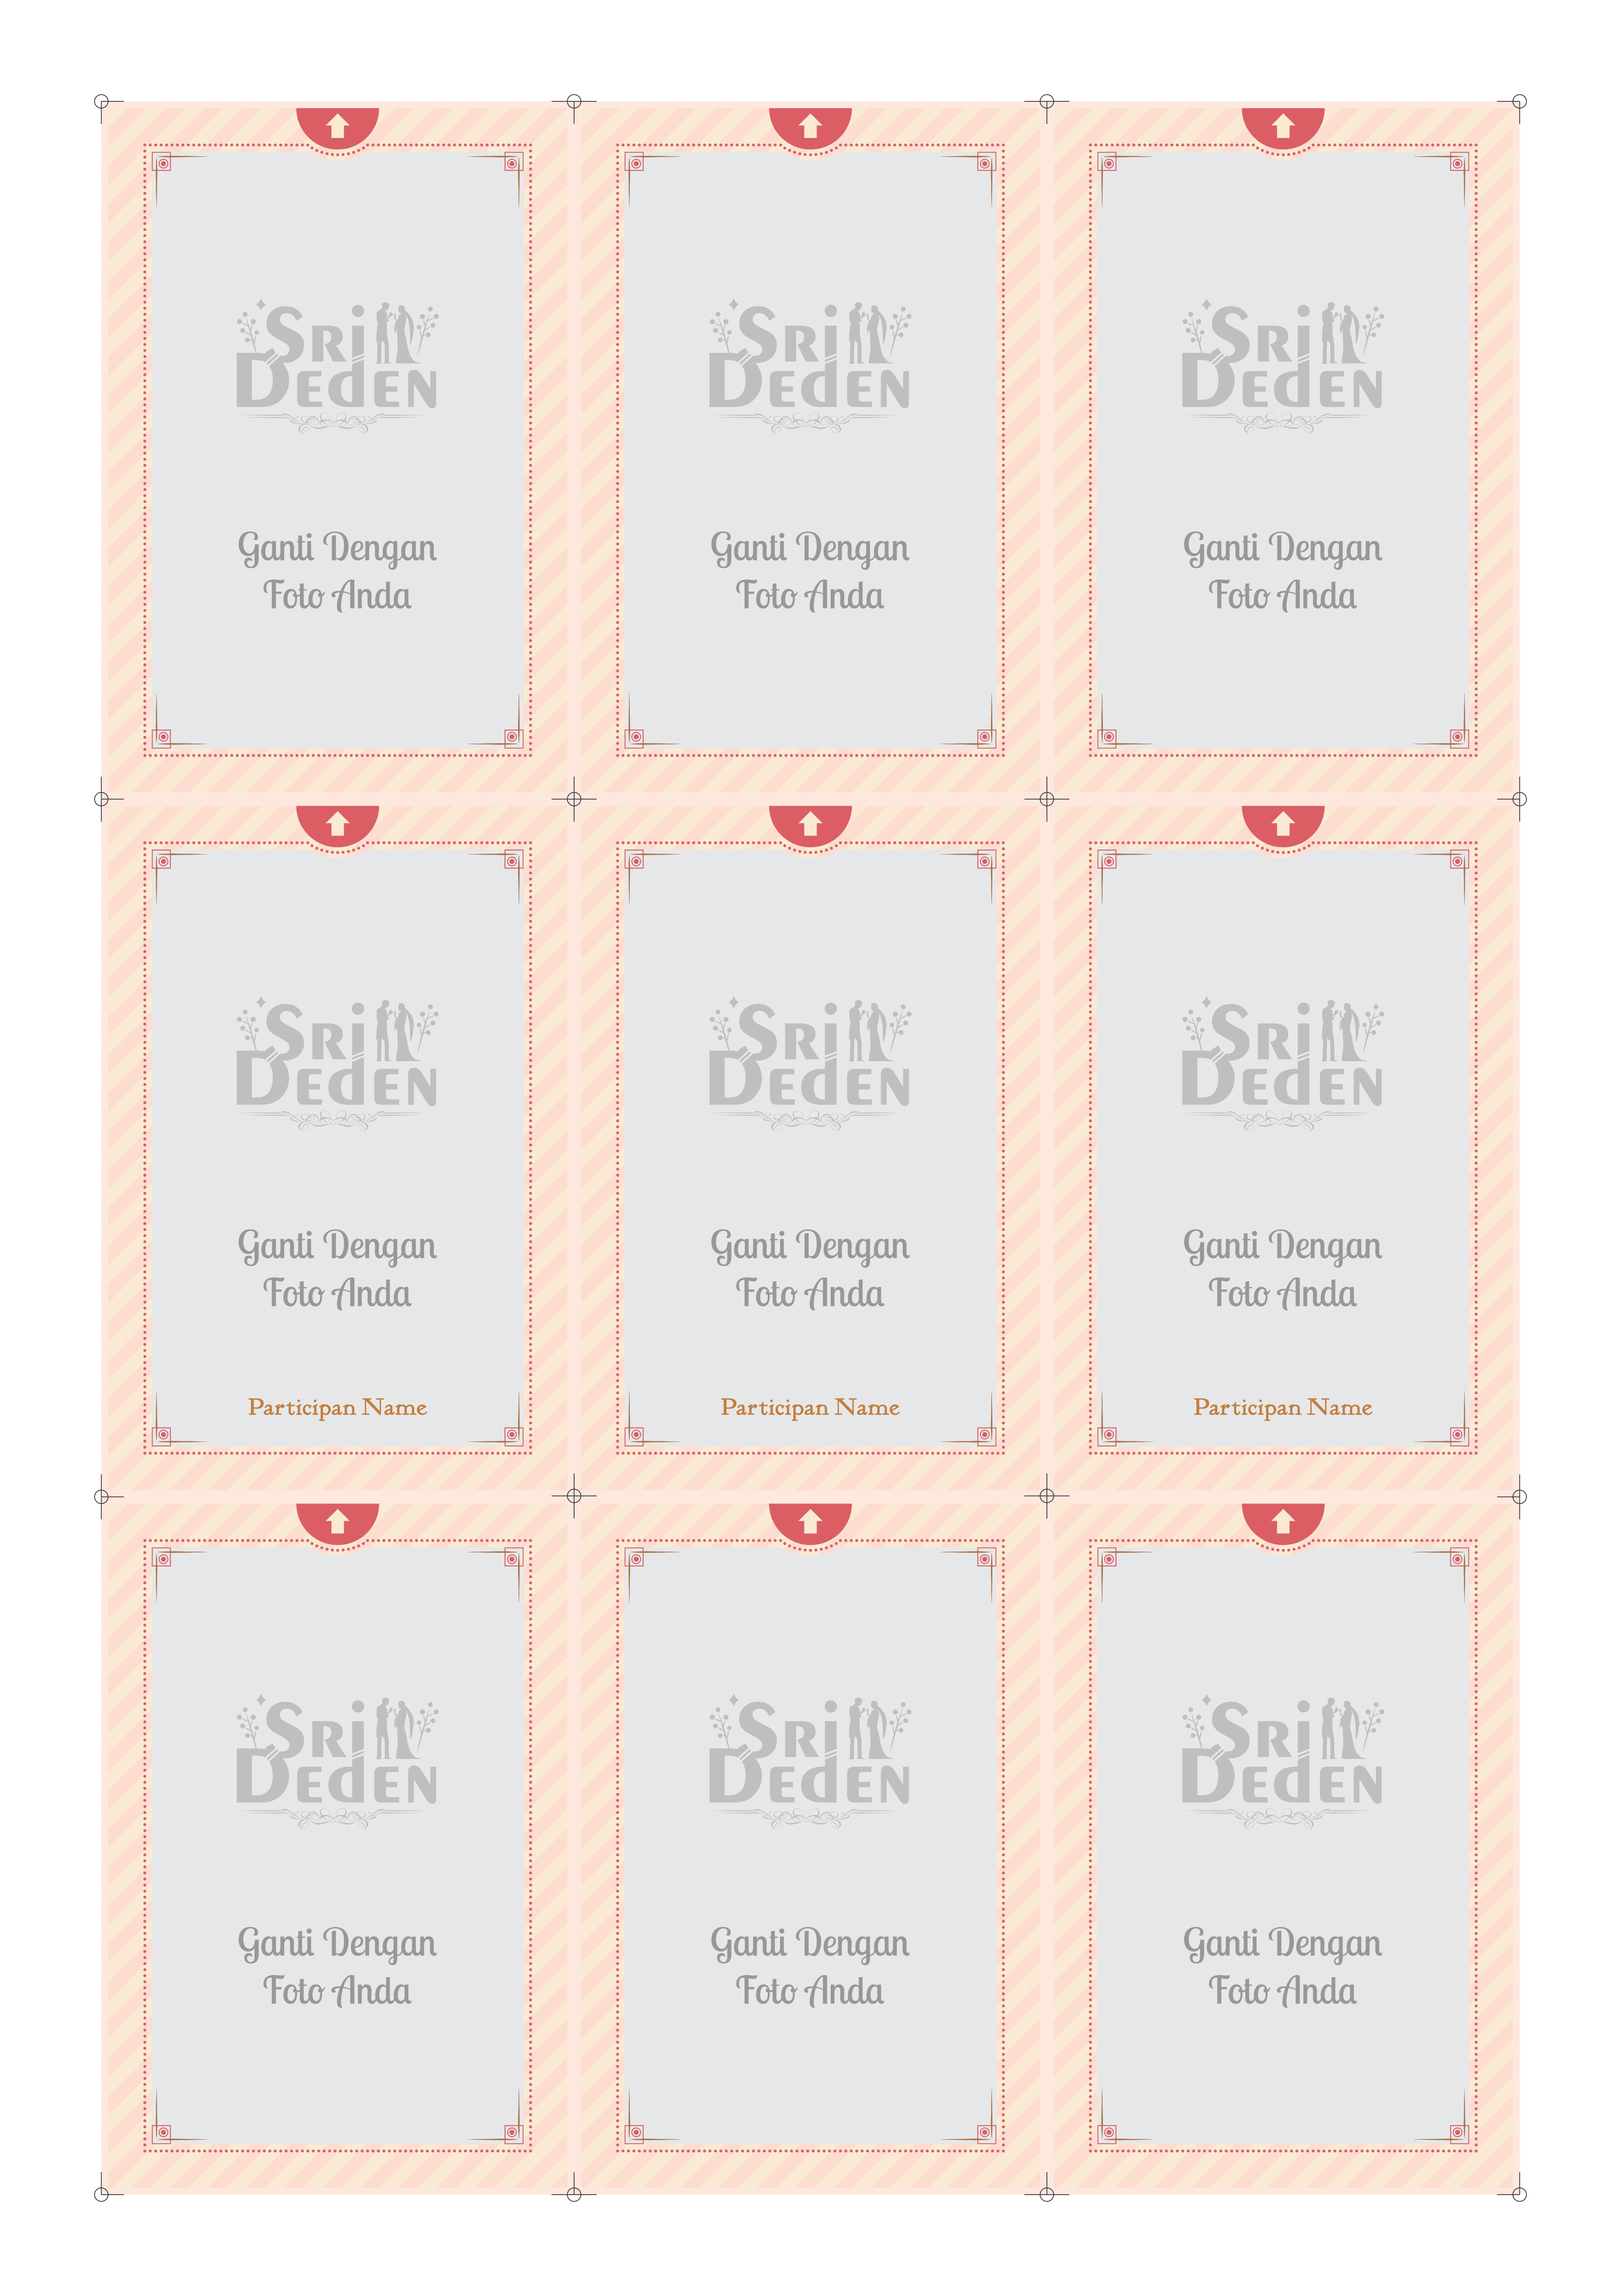 Sri
Deden
Ganti Dengan
Foto Anda
Sri
Deden
Ganti Dengan
Foto Anda
Sri
Deden
Ganti Dengan
Foto Anda
Sri
Deden
Ganti Dengan
Foto Anda
Participan Name
Sri
Deden
Ganti Dengan
Foto Anda
Participan Name
Sri
Deden
Ganti Dengan
Foto Anda
Participan Name
Sri
Deden
Ganti Dengan
Foto Anda
Sri
Deden
Ganti Dengan
Foto Anda
Sri
Deden
Ganti Dengan
Foto Anda